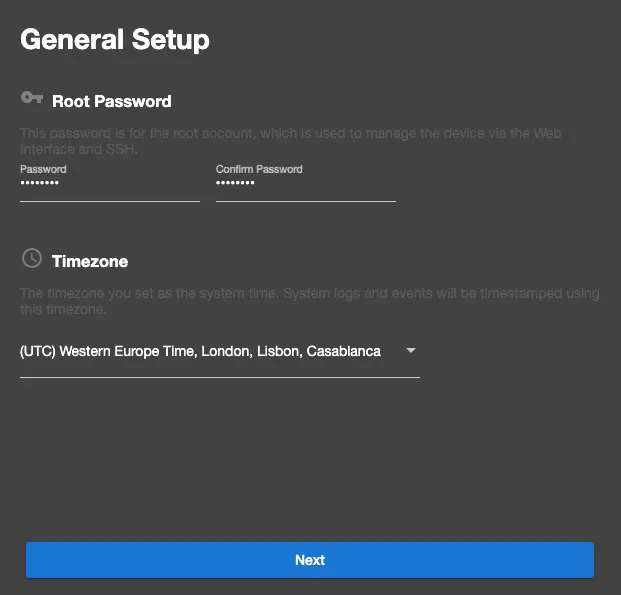 General Setup
Root Password
This password is for the root account, which is used to manage the device via the Web
Interface and SSH.
Password
Confirm Password
••••••••
••••••••
Timezone
The timezone you set as the system time. System logs and events will be timestamped using
this timezone.
(UTC) Western Europe Time, London, Lisbon, Casablanca
Next